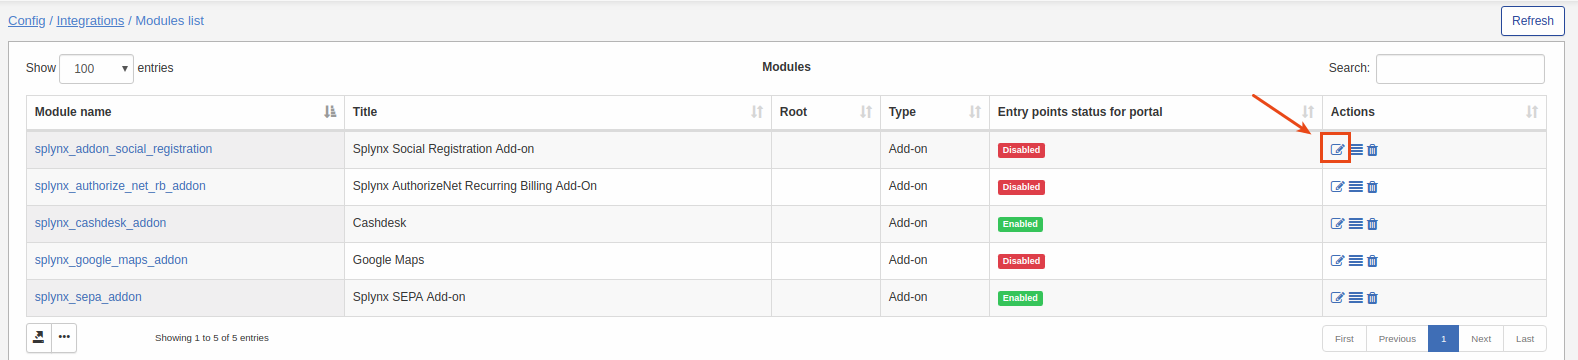 Config / Integrations / Modules list
Refresh
Show 100 entries
Modules
Search:
Module name Title Root Type Entry points status for portal Actions
splynx_addon_social_registration Splynx Social Registration Add-on Add-on Disabled
splynx_authorize_net_rb_addon Splynx AuthorizeNet Recurring Billing Add-On Add-on Disabled
splynx_cashdesk_addon Cashdesk Add-on Enabled
splynx_google_maps_addon Google Maps Add-on Disabled
splynx_sepa_addon Splynx SEPA Add-on Add-on Enabled
Showing 1 to 5 of 5 entries
First Previous 1 Next Last